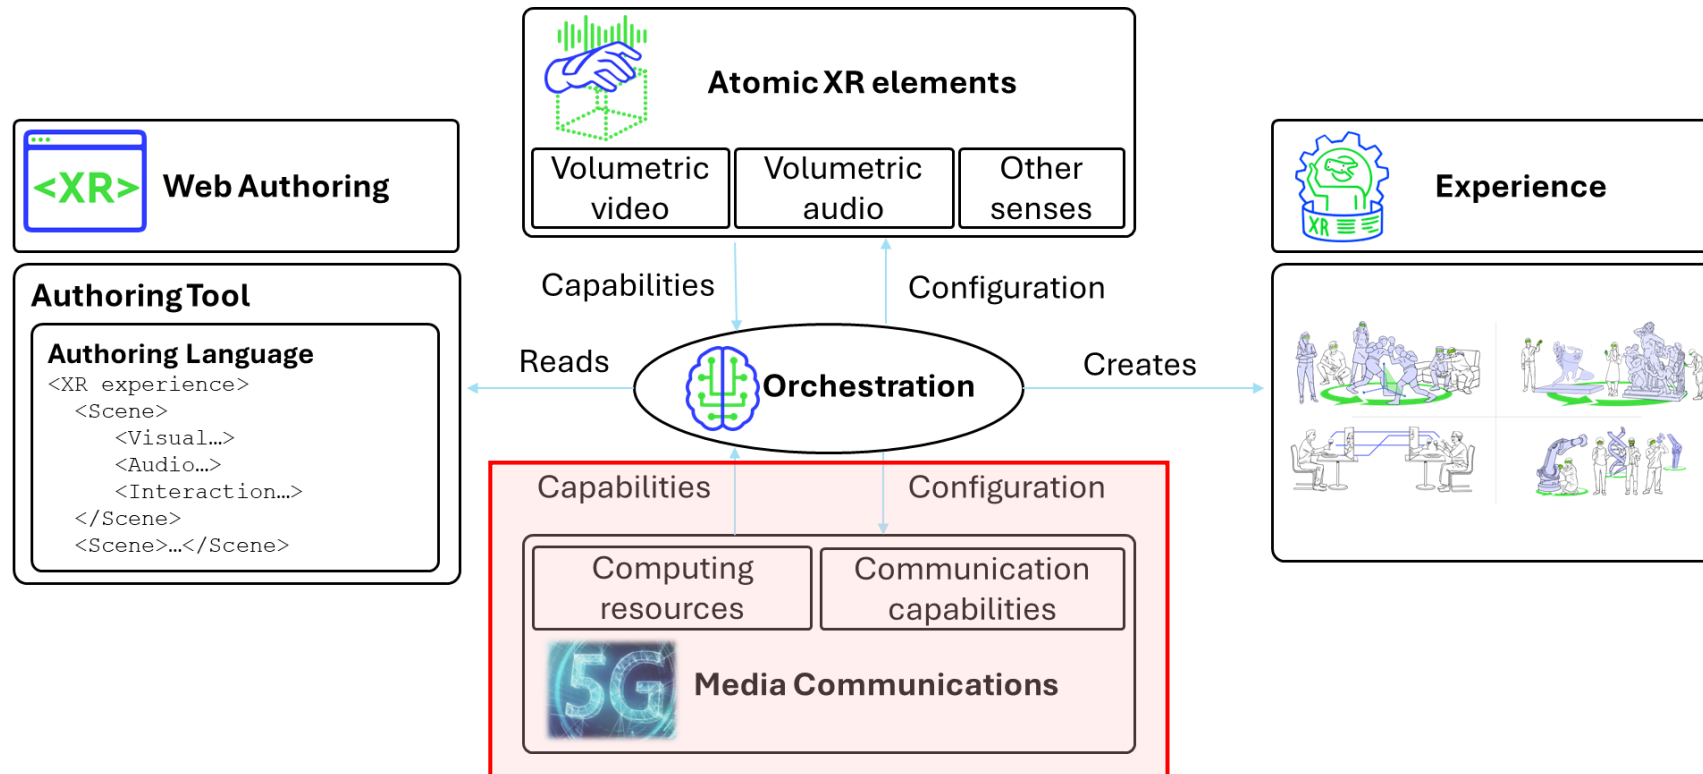 Atomic XR elements
Volumetric
video
Volumetric
audio
Other
senses
<XR>
Web Authoring
XR
Experience
Authoring Tool
Authoring Language
<XR experience>
<Scene>
<Visual…>
<Audio…>
<Interaction…>
</Scene>
<Scene>…</Scene>
Capabilities
Configuration
Reads
Orchestration
Creates
Capabilities
Configuration
Computing
resources
Communication
capabilities
5G
Media Communications